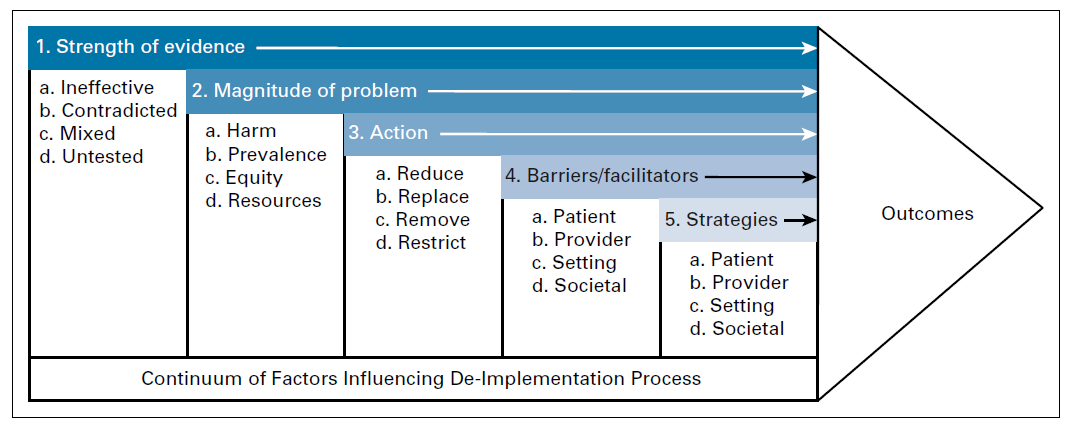 1. Strength of evidence
a. Ineffective
b. Contradicted
c. Mixed
d. Untested
2. Magnitude of problem
a. Harm
b. Prevalence
c. Equity
d. Resources
3. Action
a. Reduce
b. Replace
c. Remove
d. Restrict
4. Barriers/facilitators
a. Patient
b. Provider
c. Setting
d. Societal
5. Strategies
a. Patient
b. Provider
c. Setting
d. Societal
Outcomes
Continuum of Factors Influencing De-Implementation Process